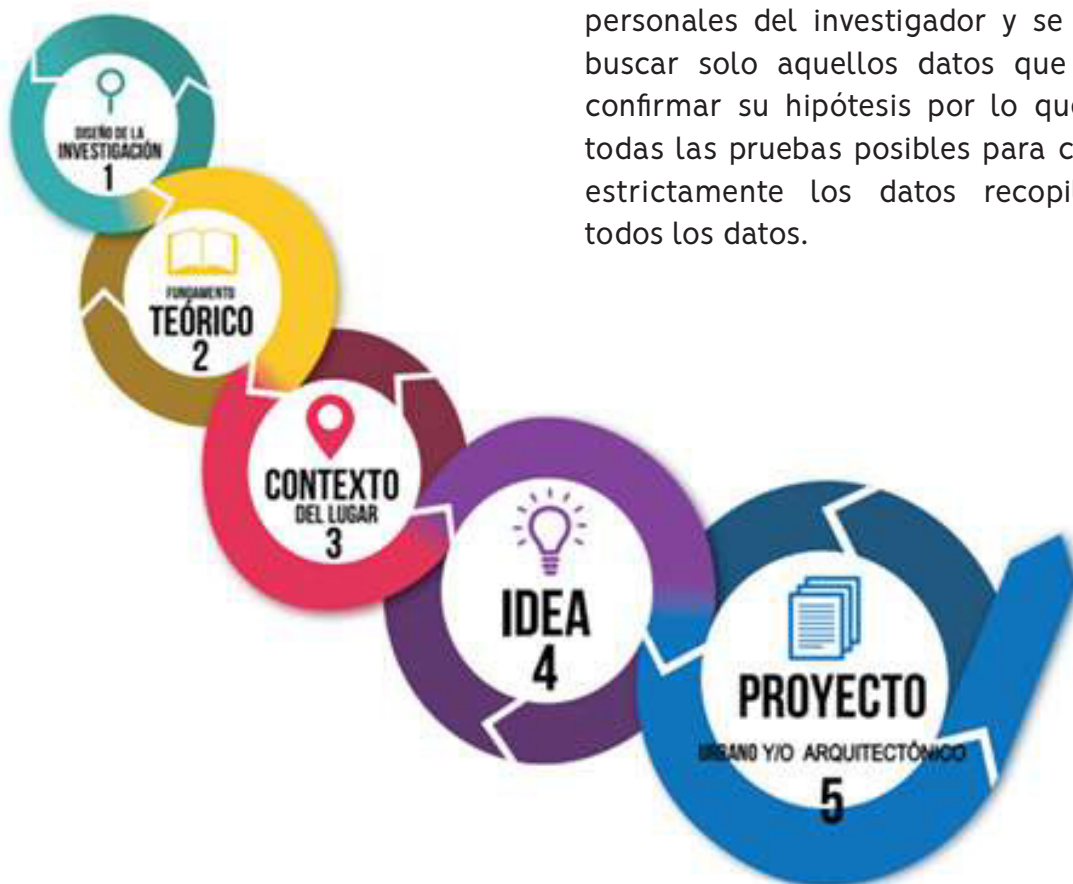 personales del investigador y se
buscar solo aquellos datos que
confirmar su hipótesis por lo qu
todas las pruebas posibles para c
estrictamente los datos recopi
todos los datos.
DISEÑO DE LA
INVESTIGACIÓN
1
FUNDAMENTO
TEÓRICO
2
CONTEXTO
DEL LUGAR
3
IDEA
4
PROYECTO
URBANO Y/O ARQUITECTÓNICO
5